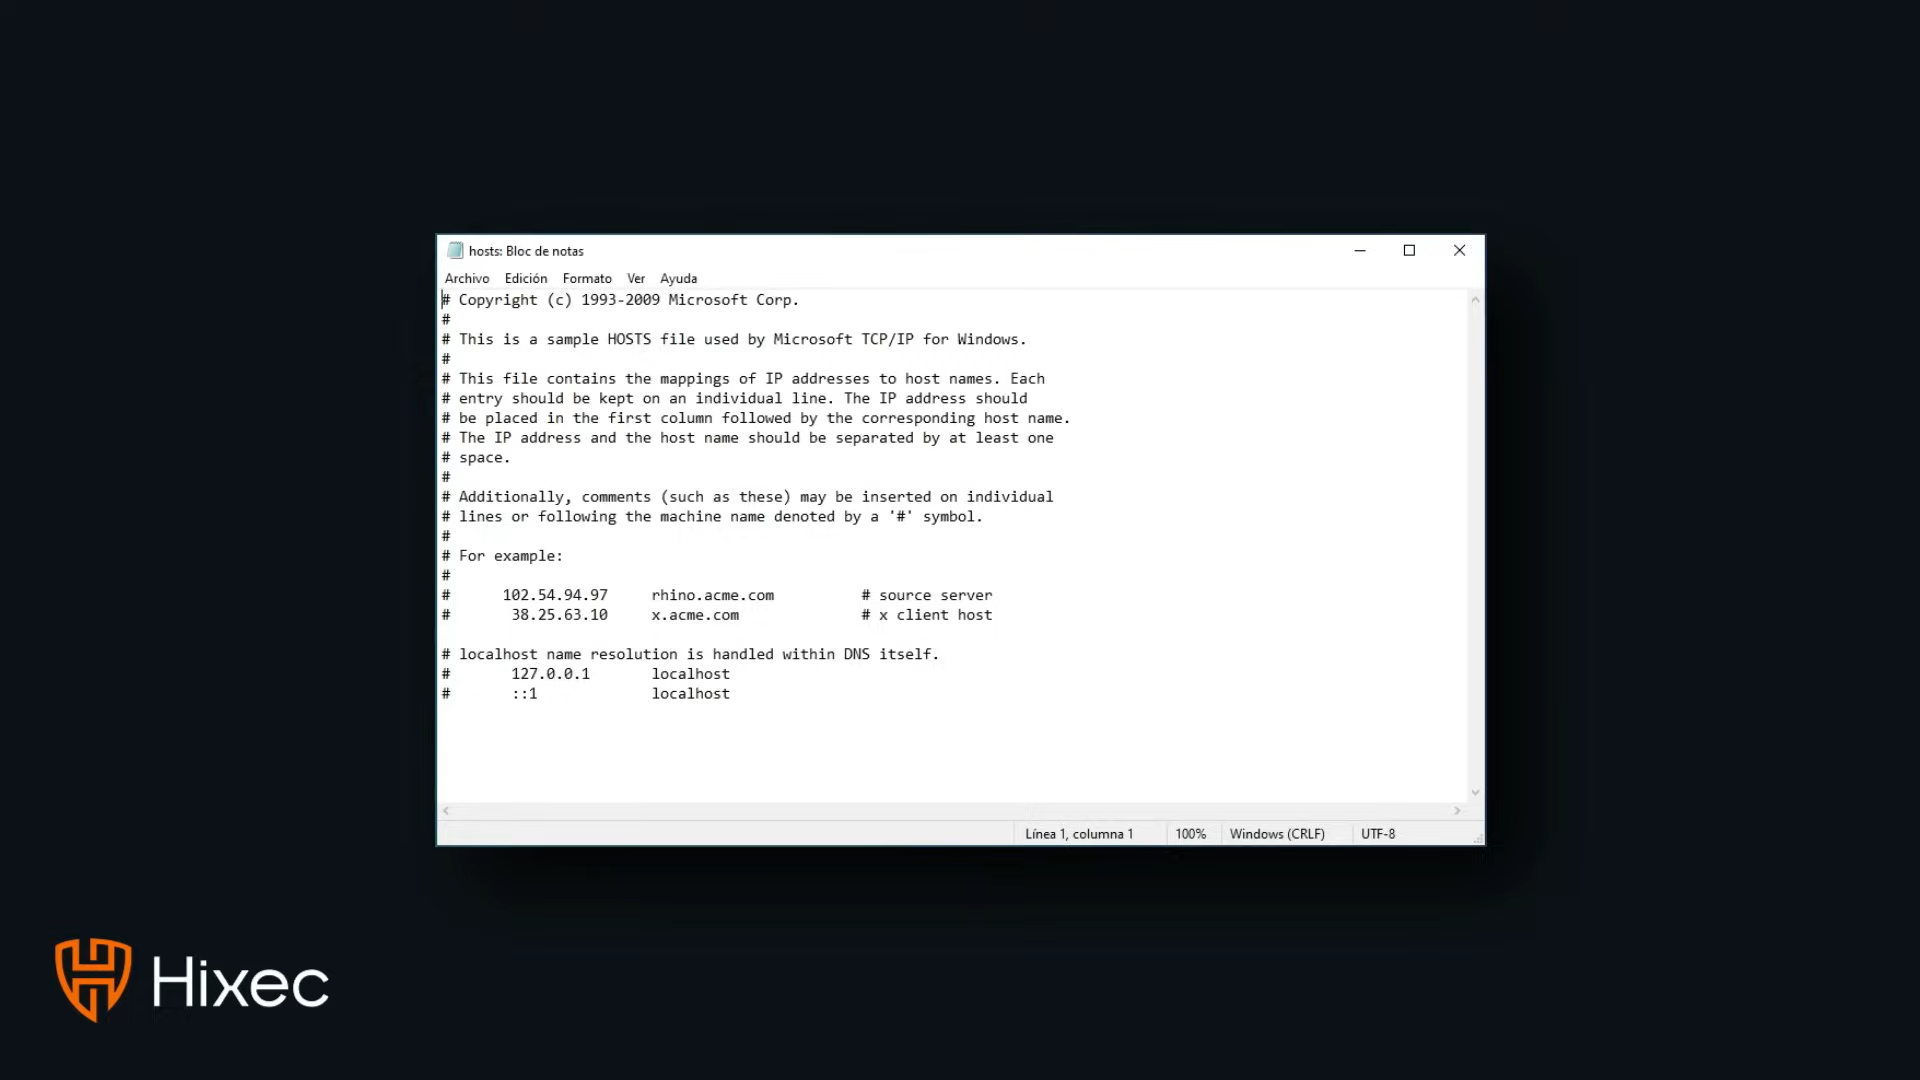 hosts: Bloc de notas
Archivo Edición Formato Ver Ayuda
# Copyright (c) 1993-2009 Microsoft Corp.
#
# This is a sample HOSTS file used by Microsoft TCP/IP for Windows.
#
# This file contains the mappings of IP addresses to host names. Each
# entry should be kept on an individual line. The IP address should
# be placed in the first column followed by the corresponding host name.
# The IP address and the host name should be separated by at least one
# space.
#
# Additionally, comments (such as these) may be inserted on individual
# lines or following the machine name denoted by a '#' symbol.
#
# For example:
#
#      102.54.94.97     rhino.acme.com          # source server
#       38.25.63.10     x.acme.com              # x client host

# localhost name resolution is handled within DNS itself.
#       127.0.0.1       localhost
#       ::1             localhost
Línea 1, columna 1 100% Windows (CRLF) UTF-8
Hixec